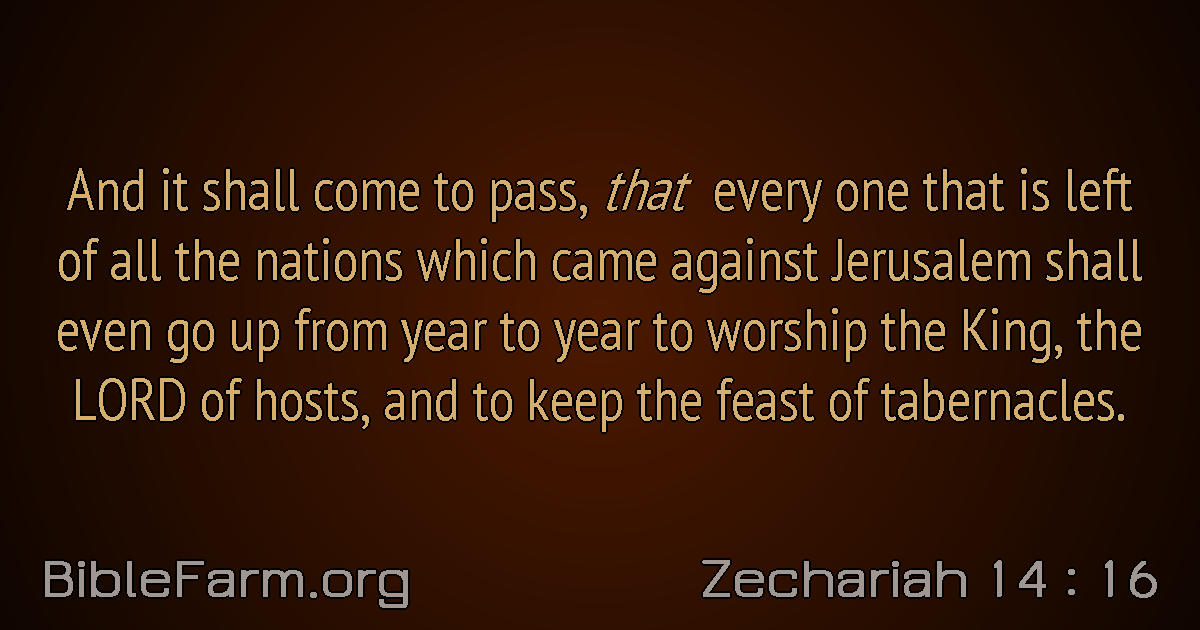 And it shall come to pass, that every one that is left
of all the nations which came against Jerusalem shall
even go up from year to year to worship the King, the
LORD of hosts, and to keep the feast of tabernacles.
BibleFarm.org
Zechariah 14 : 16